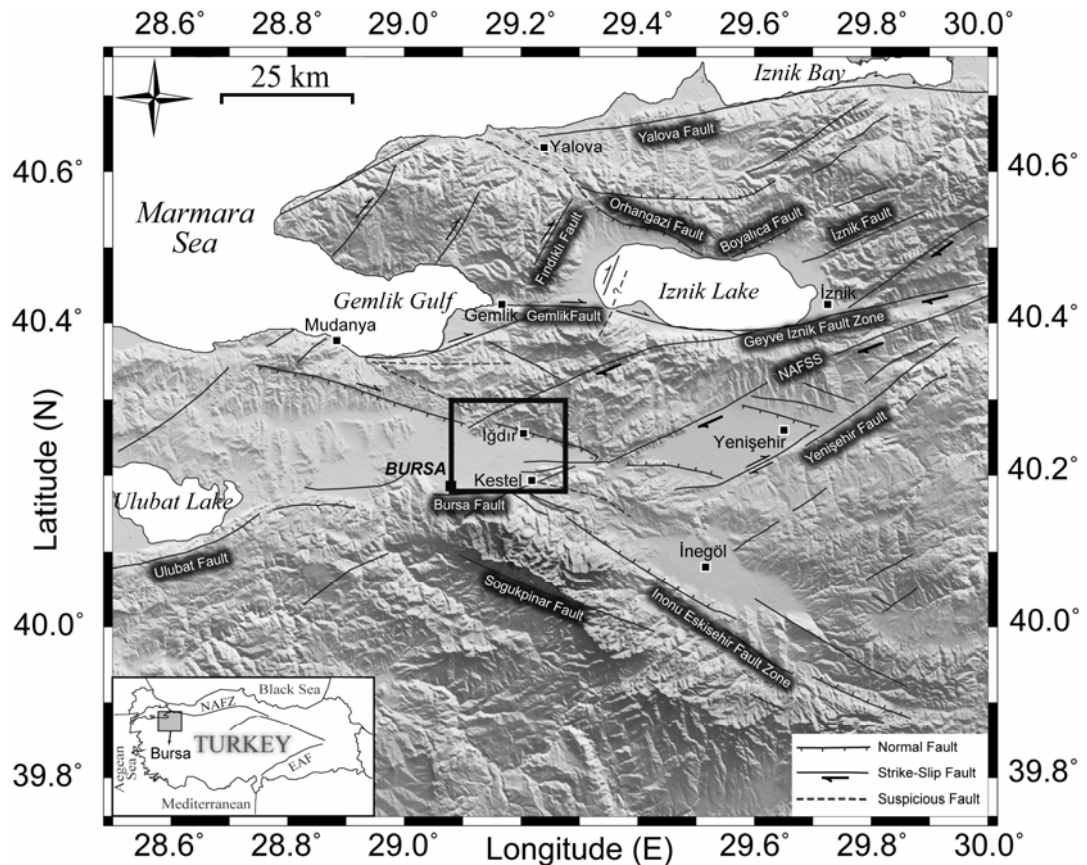 28.6° 28.8° 29.0° 29.2° 29.4° 29.6° 29.8° 30.0°
25 km
Iznik Bay
Yalova Fault
Yalova
40.6° 40.6°
Marmara
Sea
Orhangazi Fault
Boyalıca Fault
Iznik Fault
Fındıklı Fault
?
Gemlik Gulf
Iznik Lake
İznik
Gemlik
GemlikFault
Mudanya
40.4° 40.4°
Geyve Iznik Fault Zone
NAFSS
Iğdır
Yenişehir
Yenişehir Fault
BURSA
Kestel
40.2° 40.2°
Bursa Fault
Ulubat Lake
Ulubat Fault
İnegöl
Sogukpinar Fault
Inonu Eskisehir Fault Zone
40.0° 40.0°
Latitude (N)
Black Sea
NAFZ
Bursa
TURKEY
Aegean
Sea
EAF
Mediterranean
Normal Fault
Strike-Slip Fault
Suspicious Fault
39.8° 39.8°
28.6° 28.8° 29.0° 29.2° 29.4° 29.6° 29.8° 30.0°
Longitude (E)